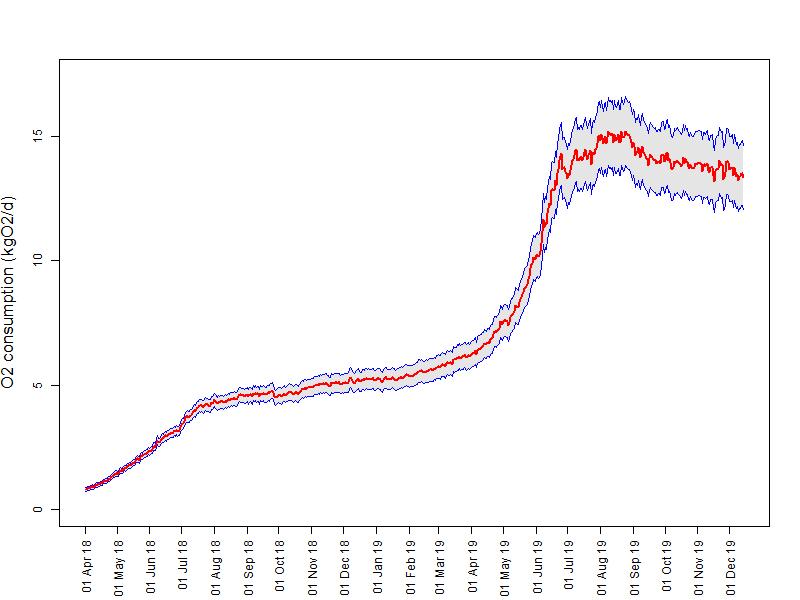 O2 consumption (kgO2/d)
15
10
5
0
01 Apr 18
01 May 18
01 Jun 18
01 Jul 18
01 Aug 18
01 Sep 18
01 Oct 18
01 Nov 18
01 Dec 18
01 Jan 19
01 Feb 19
01 Mar 19
01 Apr 19
01 May 19
01 Jun 19
01 Jul 19
01 Aug 19
01 Sep 19
01 Oct 19
01 Nov 19
01 Dec 19